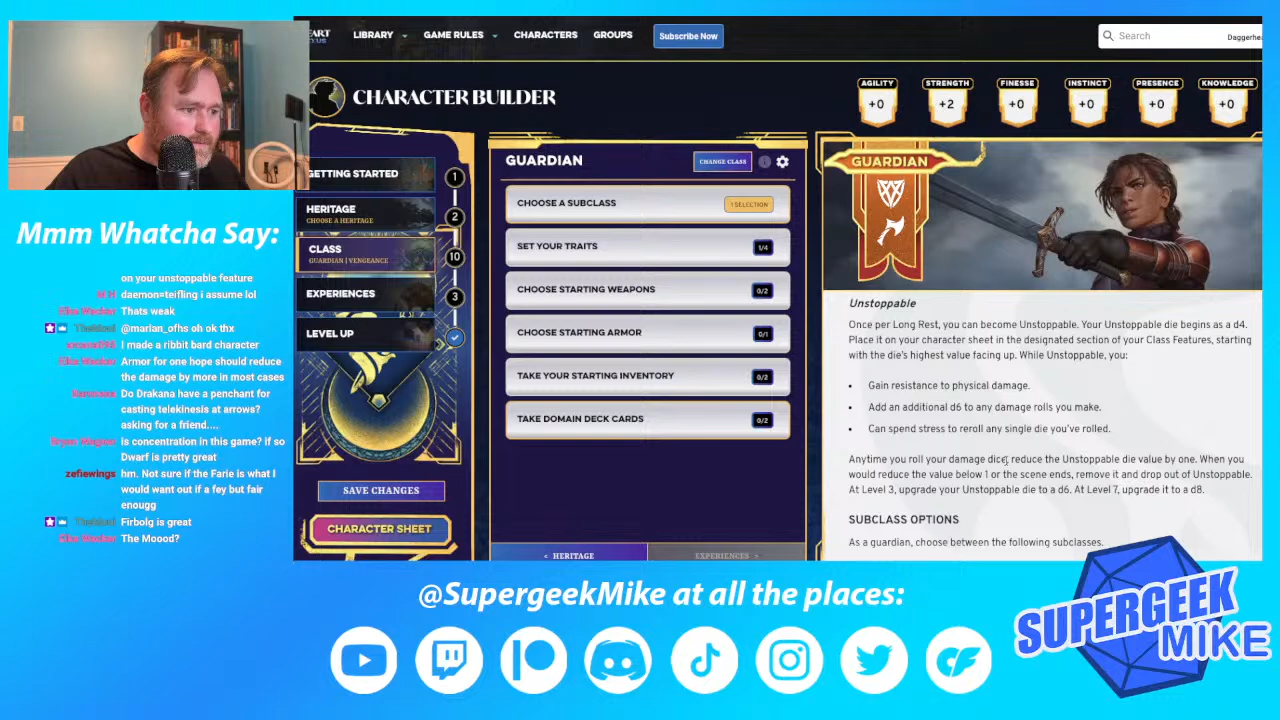 EART
LIBRARY
GAME RULES
CHARACTERS
GROUPS
Subscribe Now
Search
Daggerhe
CHARACTER BUILDER
AGILITY
STRENGTH
FINESSE
INSTINCT
PRESENCE
KNOWLEDGE
+0
+2
+0
+0
+0
+0
GETTING STARTED
1
HERITAGE
CHOOSE A HERITAGE
2
CLASS
GUARDIAN | VENGEANCE
10
EXPERIENCES
3
LEVEL UP
SAVE CHANGES
CHARACTER SHEET
GUARDIAN
CHANGE CLASS
CHOOSE A SUBCLASS
1 SELECTION
SET YOUR TRAITS
1/4
CHOOSE STARTING WEAPONS
0/2
CHOOSE STARTING ARMOR
0/1
TAKE YOUR STARTING INVENTORY
0/2
TAKE DOMAIN DECK CARDS
0/2
< HERITAGE
EXPERIENCES >
GUARDIAN
Unstoppable
Once per Long Rest, you can become Unstoppable. Your Unstoppable die begins as a d4.
Place it on your character sheet in the designated section of your Class Features, starting
with the die's highest value facing up. While Unstoppable, you:
• Gain resistance to physical damage.
• Add an additional d6 to any damage rolls you make.
• Can spend stress to reroll any single die you've rolled.
Anytime you roll your damage dice, reduce the Unstoppable die value by one. When you
would reduce the value below 1 or the scene ends, remove it and drop out of Unstoppable.
At Level 3, upgrade your Unstoppable die to a d6. At Level 7, upgrade it to a d8.
SUBCLASS OPTIONS
As a guardian, choose between the following subclasses.
Mmm Whatcha Say:
on your unstoppable feature
daemon=teifling i assume lol
Thats weak
@marian_ofhs oh ok thx
I made a ribbit bard character
Armor for one hope should reduce
the damage by more in most cases
Do Drakana have a penchant for
casting telekinesis at arrows?
asking for a friend....
Is concentration in this game? if so
Dwarf is pretty great
zefiewings hm. Not sure if the Farie is what I
would want out if a fey but fair
enougg
Firbolg is great
The Moood?
@SupergeekMike at all the places:
SUPERGEEK
MIKE